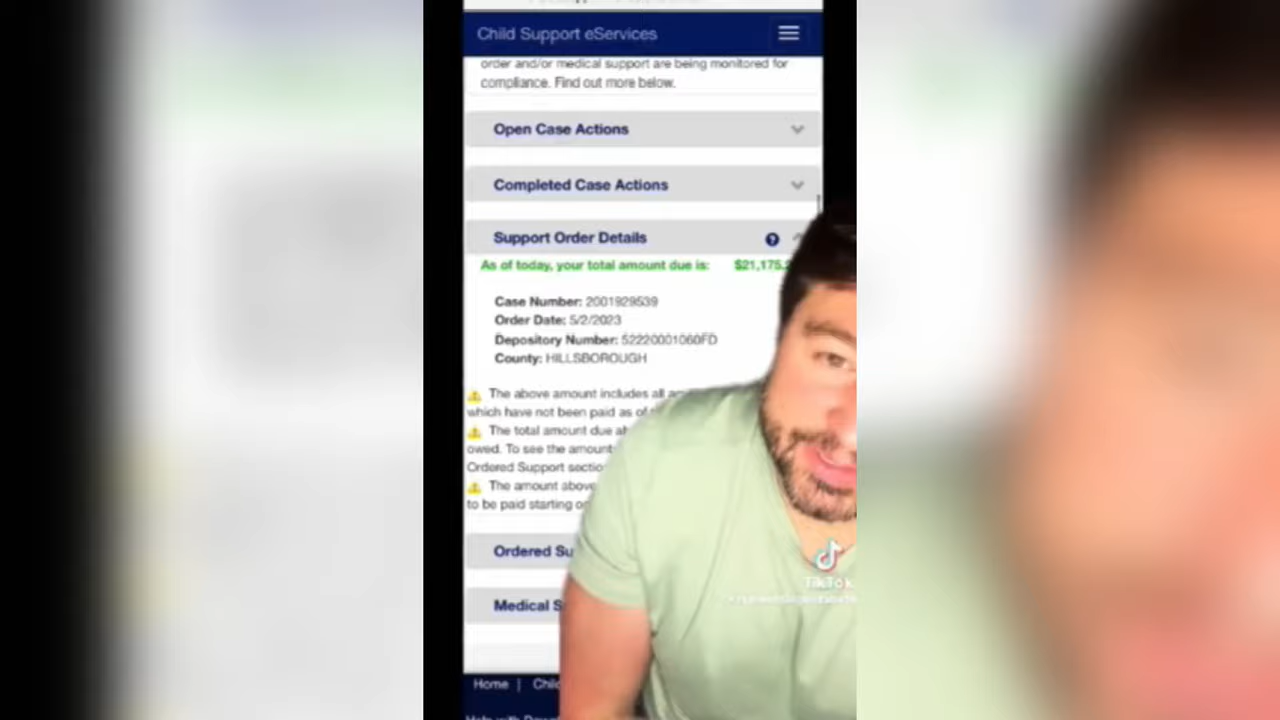 Child Support eServices
order and/or medical support are being monitored for
compliance. Find out more below.
Open Case Actions
Completed Case Actions
Support Order Details
As of today, your total amount due is: $21,175.
Case Number: 2001929539
Order Date: 5/2/2023
Depository Number: 52220001060FD
County: HILLSBOROUGH
The above amount includes all
which have not been paid as of
The total amount due
owed. To see the amount
Ordered Support
The amount above
to be paid starting
Ordered
Medical
TikTok
Home |
Help with